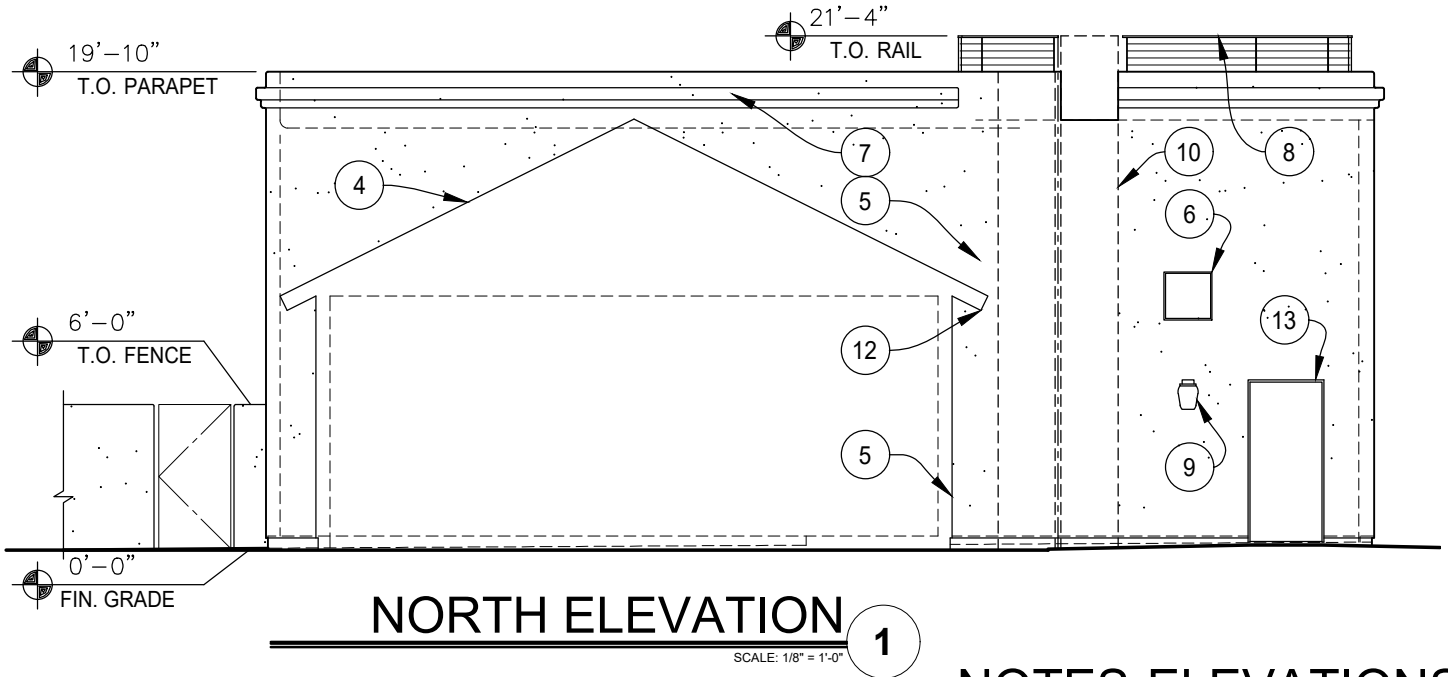 21'-4"
T.O. RAIL
19'-10"
T.O. PARAPET
7
10
8
4
5
6
6'-0"
T.O. FENCE
13
12
5
9
0'-0"
FIN. GRADE
NORTH ELEVATION
1
SCALE: 1/8" = 1'-0"
NOTES ELEVATIONS